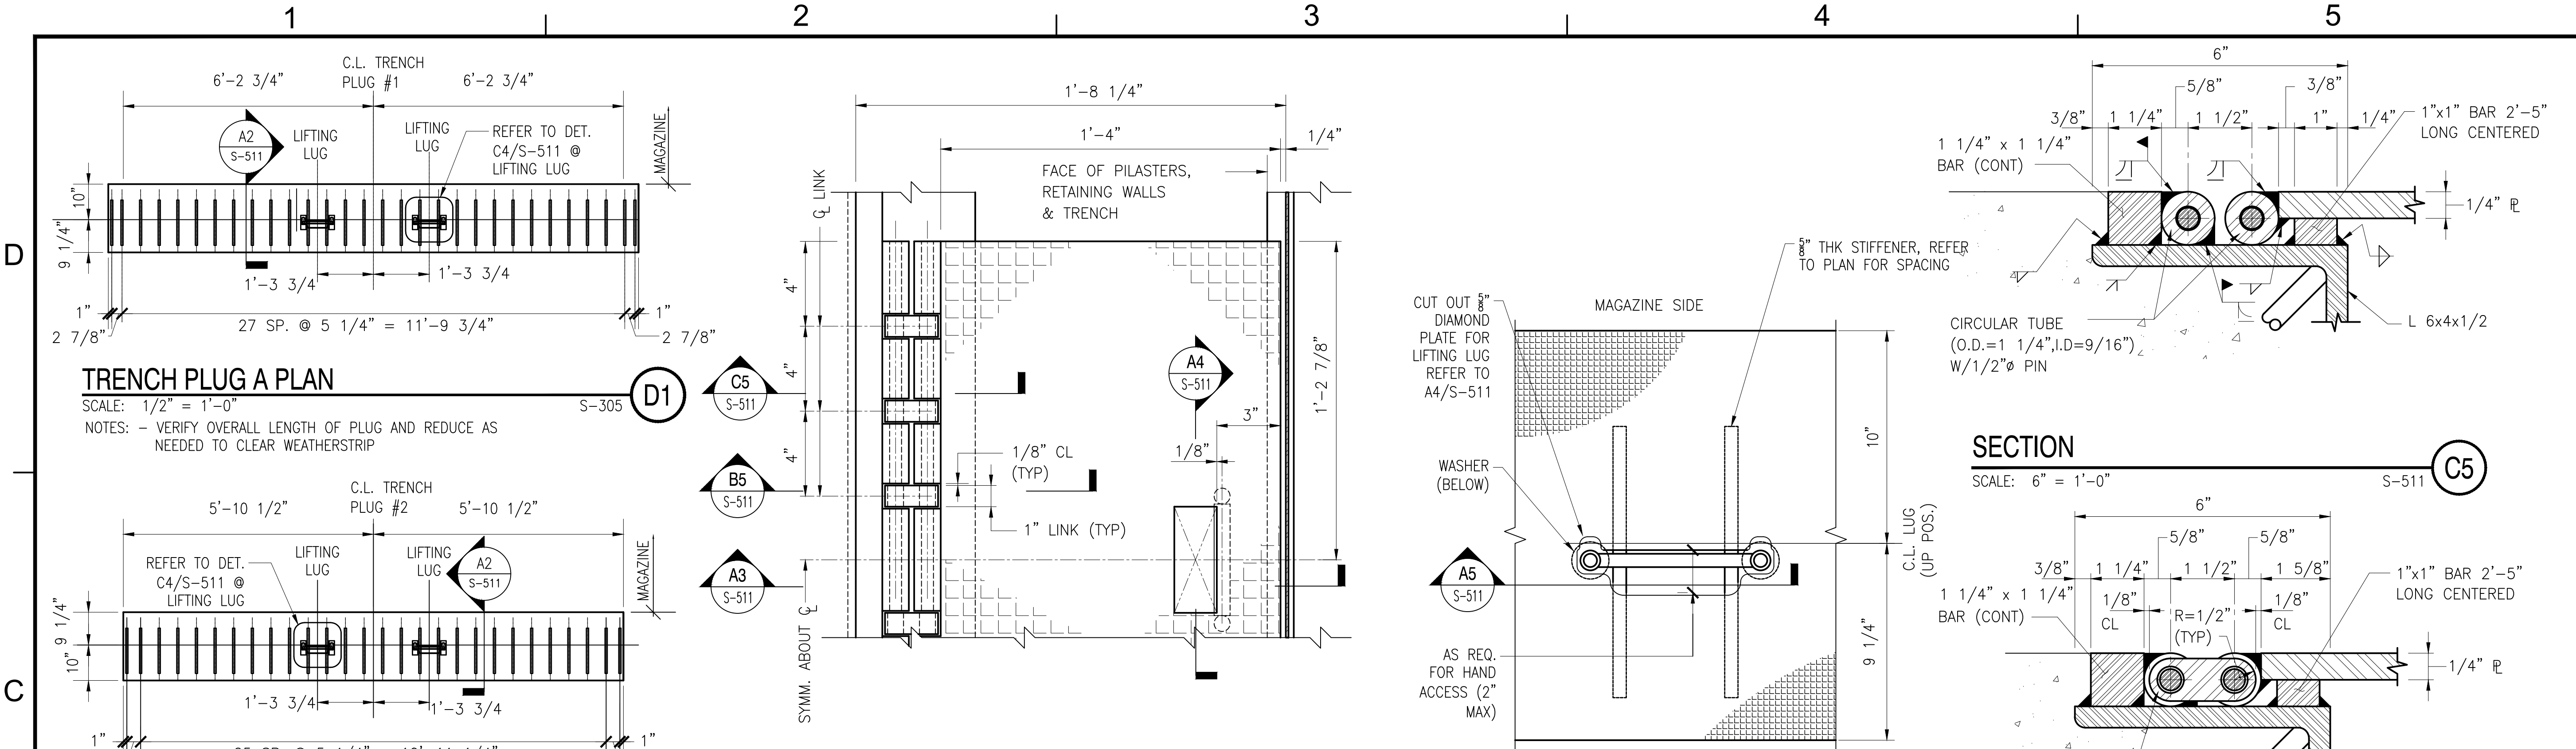 1
2
3
4
5
D
C
C.L. TRENCH
PLUG #1
6'-2 3/4"
6'-2 3/4"
A2
S-511
LIFTING
LUG
LIFTING
LUG
REFER TO DET.
C4/S-511 @
LIFTING LUG
MAGAZINE
10"
9 1/4"
1'-3 3/4
1'-3 3/4
1"
2 7/8"
27 SP. @ 5 1/4" = 11'-9 3/4"
1"
2 7/8"
TRENCH PLUG A PLAN
SCALE: 1/2" = 1'-0"
S-305
D1
NOTES: - VERIFY OVERALL LENGTH OF PLUG AND REDUCE AS
NEEDED TO CLEAR WEATHERSTRIP
C.L. TRENCH
PLUG #2
5'-10 1/2"
5'-10 1/2"
REFER TO DET.
C4/S-511 @
LIFTING LUG
LIFTING
LUG
LIFTING
LUG
A2
S-511
MAGAZINE
9 1/4"
10"
1'-3 3/4
1'-3 3/4
1"
1"
1'-8 1/4"
1'-4"
1/4"
FACE OF PILASTERS,
RETAINING WALLS
& TRENCH
℄ LINK
4"
4"
4"
C5
S-511
B5
S-511
A3
S-511
A4
S-511
1'-2 7/8"
3"
1/8"
1/8" CL
(TYP)
1" LINK (TYP)
SYMM. ABOUT ℄
5/8" THK STIFFENER, REFER
TO PLAN FOR SPACING
MAGAZINE SIDE
CUT OUT 5/8"
DIAMOND
PLATE FOR
LIFTING LUG
REFER TO
A4/S-511
WASHER
(BELOW)
10"
C.L. LUG
(UP POS.)
9 1/4"
A5
S-511
AS REQ.
FOR HAND
ACCESS (2"
MAX)
6"
5/8"
3/8"
3/8"
1 1/4"
1 1/2"
1"
1/4"
1"x1" BAR 2'-5"
LONG CENTERED
1 1/4" x 1 1/4"
BAR (CONT)
1/4" ℙL
L 6x4x1/2
CIRCULAR TUBE
(O.D.=1 1/4",I.D=9/16")
W/1/2"ø PIN
SECTION
SCALE: 6" = 1'-0"
S-511
C5
6"
5/8"
5/8"
3/8"
1 1/4"
1 1/2"
1 5/8"
1"x1" BAR 2'-5"
LONG CENTERED
1 1/4" x 1 1/4"
BAR (CONT)
1/8"
CL
R=1/2"
(TYP)
1/8"
CL
1/4" ℙL